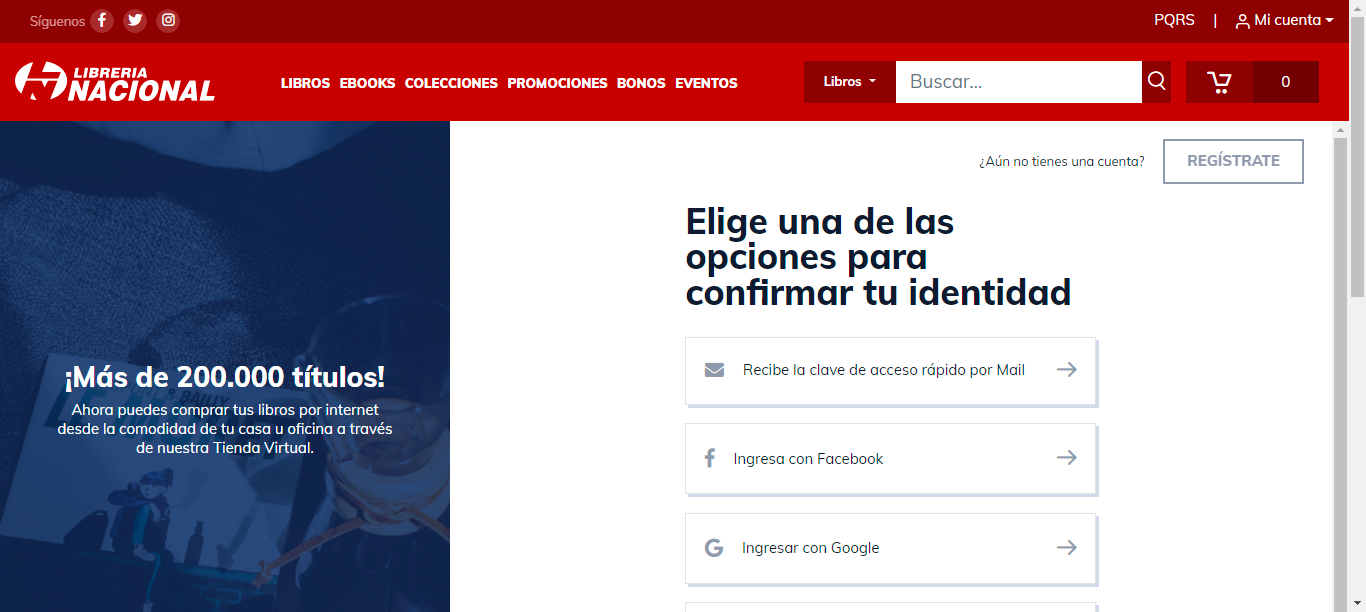 Síguenos
PQRS | Mi cuenta
LIBRERIA
NACIONAL
LIBROS EBOOKS COLECCIONES PROMOCIONES BONOS EVENTOS
Libros
Buscar...
0
¿Aún no tienes una cuenta?
REGÍSTRATE
¡Más de 200.000 títulos!
Ahora puedes comprar tus libros por internet
desde la comodidad de tu casa u oficina a través
de nuestra Tienda Virtual.
Elige una de las
opciones para
confirmar tu identidad
Recibe la clave de acceso rápido por Mail
Ingresa con Facebook
Ingresar con Google